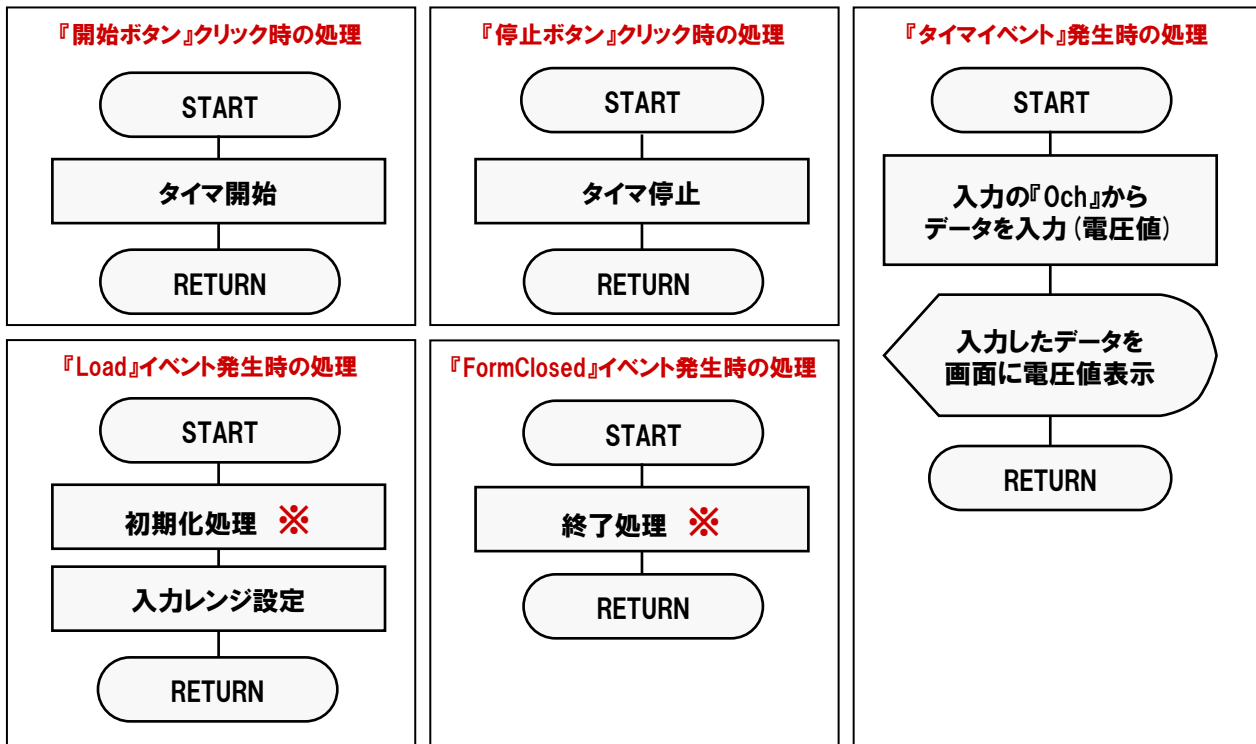 『開始ボタン』クリック時の処理
START
タイマ開始
RETURN
『停止ボタン』クリック時の処理
START
タイマ停止
RETURN
『タイマイベント』発生時の処理
START
入力の『0ch』から
データを入力(電圧値)
入力したデータを
画面に電圧値表示
RETURN
『Load』イベント発生時の処理
START
初期化処理 ※
入力レンジ設定
RETURN
『FormClosed』イベント発生時の処理
START
終了処理 ※
RETURN